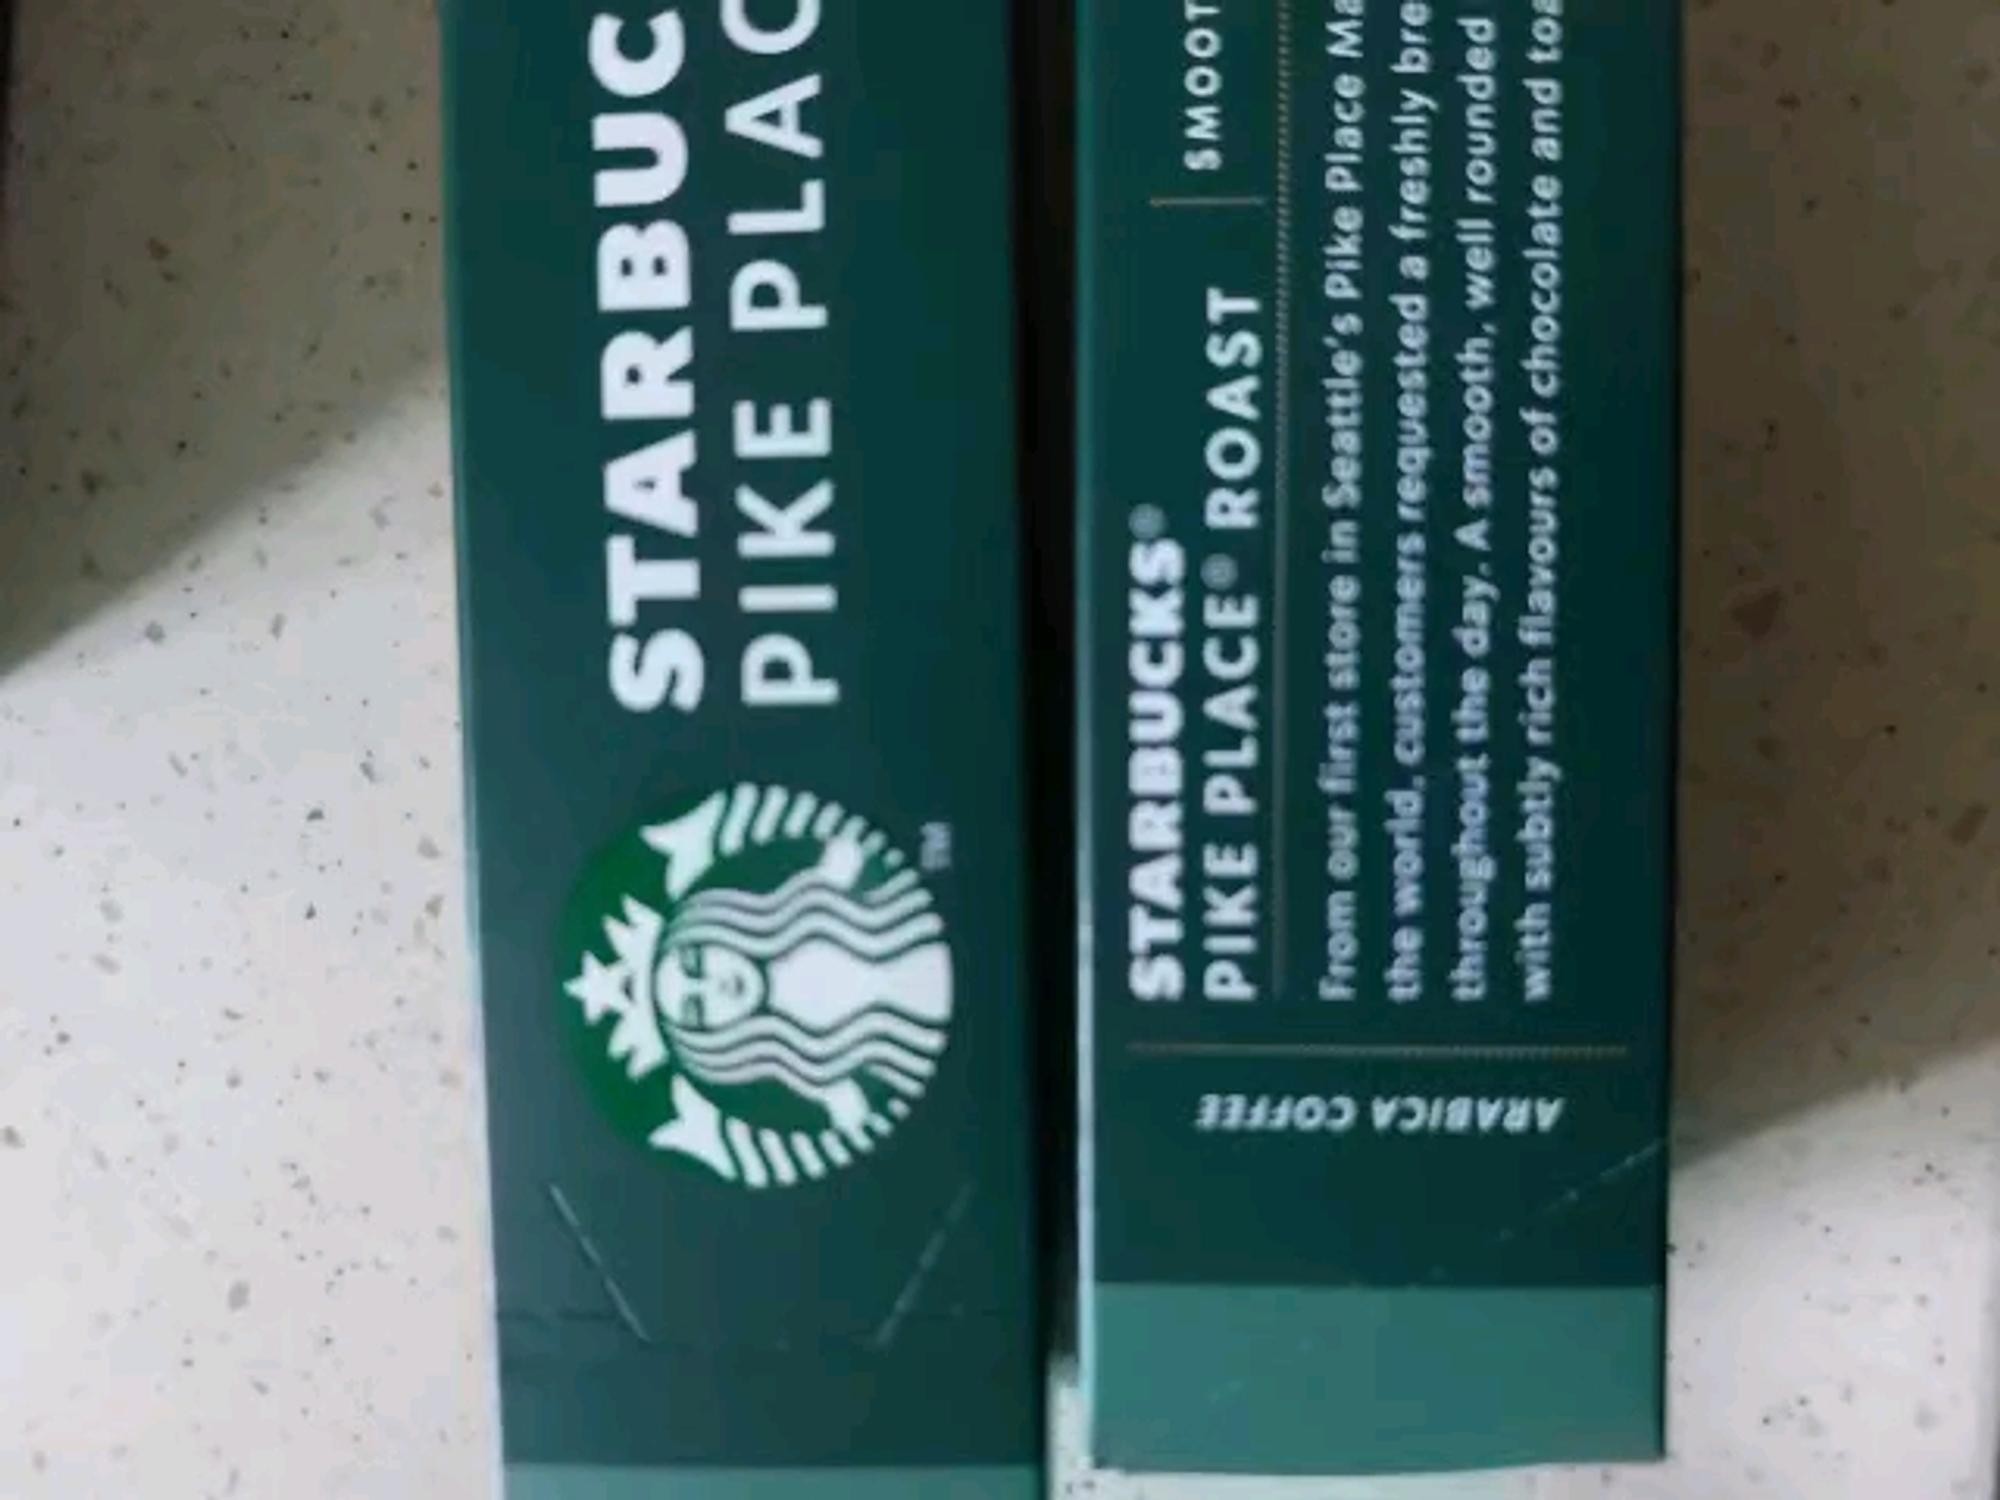 STARBUC
PIKE PLAC
TM
STARBUCKS®
PIKE PLACE® ROAST
SMOOT
From our first store in Seattle's Pike Place Ma
the world, customers requested a freshly bre
throughout the day. A smooth, well rounded
with subtly rich flavours of chocolate and toa
ARABICA COFFEE